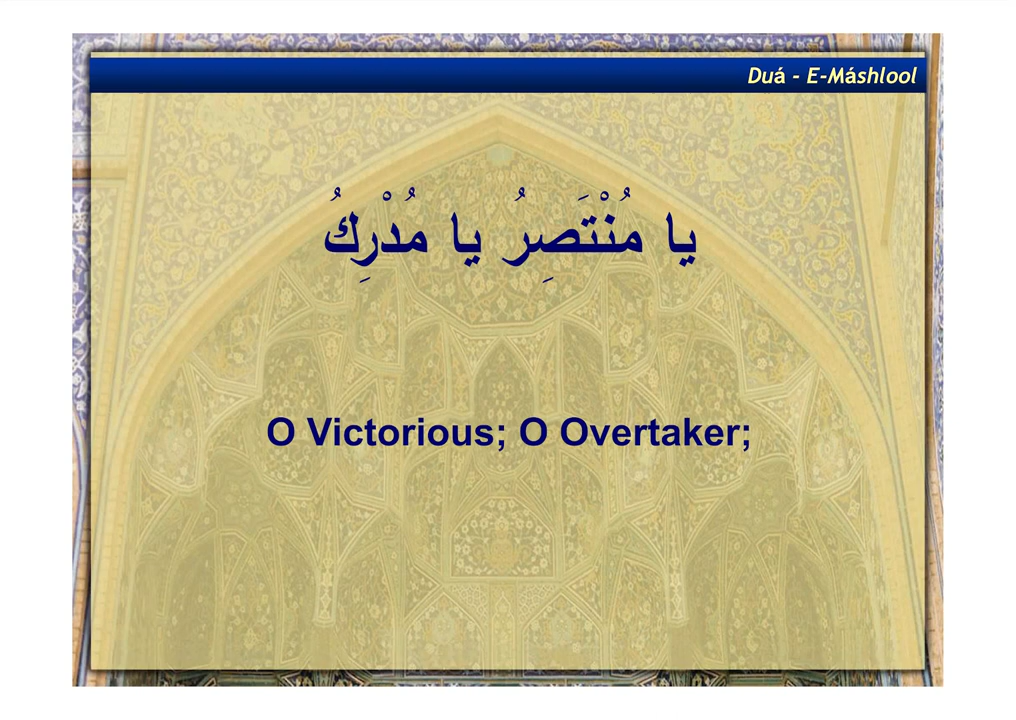 Duá - E-Máshlool
يا مُنْتَصِرُ يا مُدْرِكُ
O Victorious; O Overtaker;